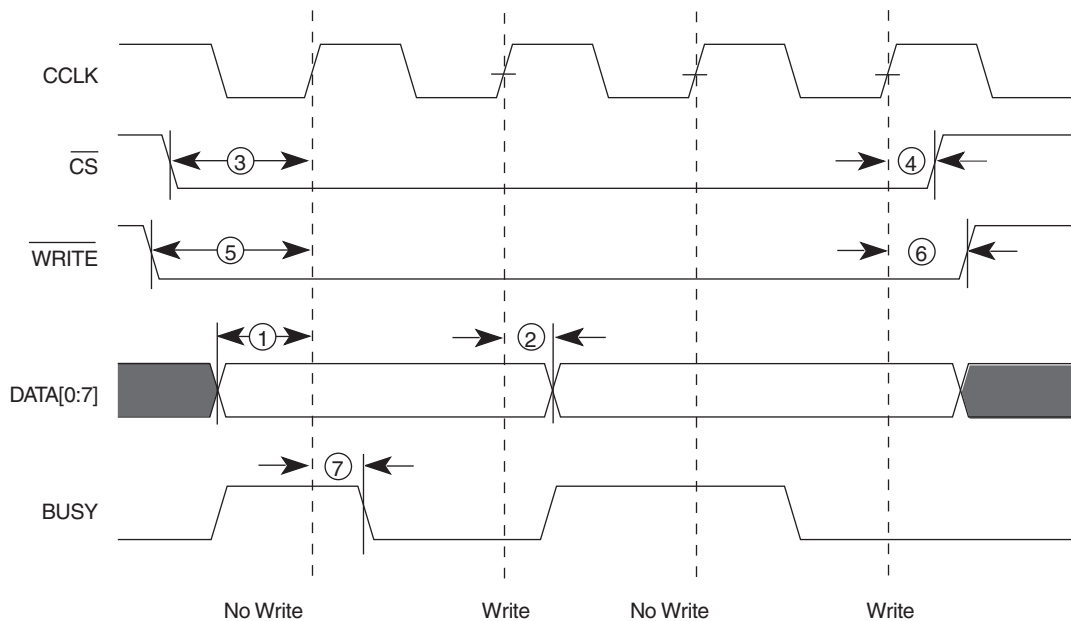 CCLK
CS
3
4
WRITE
5
6
1
2
DATA[0:7]
7
BUSY
No Write Write No Write Write